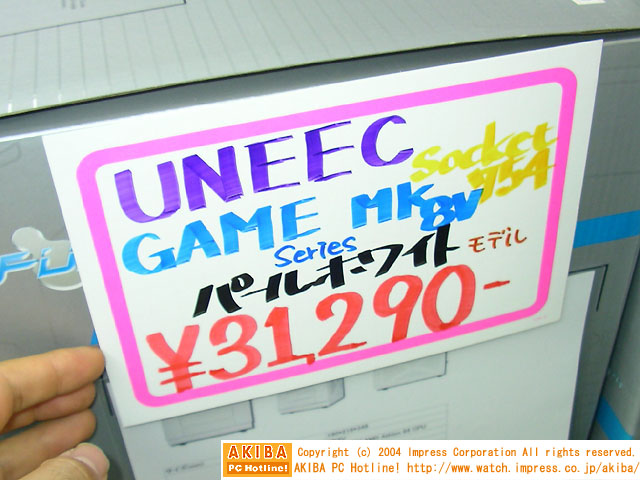 UNEEC
Socket
754
GAME MK8V
Series
パールホワイト モデル
¥31,290-
AKIBA
PC Hotline!
Copyright (c) 2004 Impress Corporation All rights reserved.
AKIBA PC Hotline! http://www.watch.impress.co.jp/akiba/